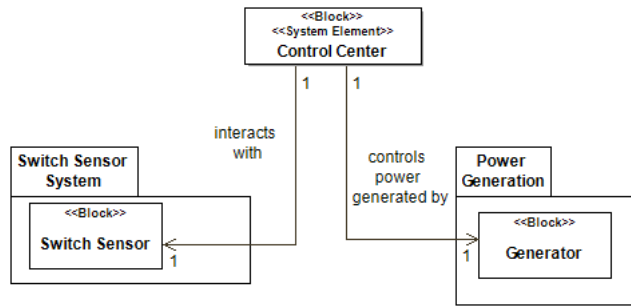 <<Block>>
<<System Element>>
Control Center
1
1
interacts
with
controls
power
generated by
Switch Sensor
System
<<Block>>
Switch Sensor
1
Power
Generation
<<Block>>
Generator
1